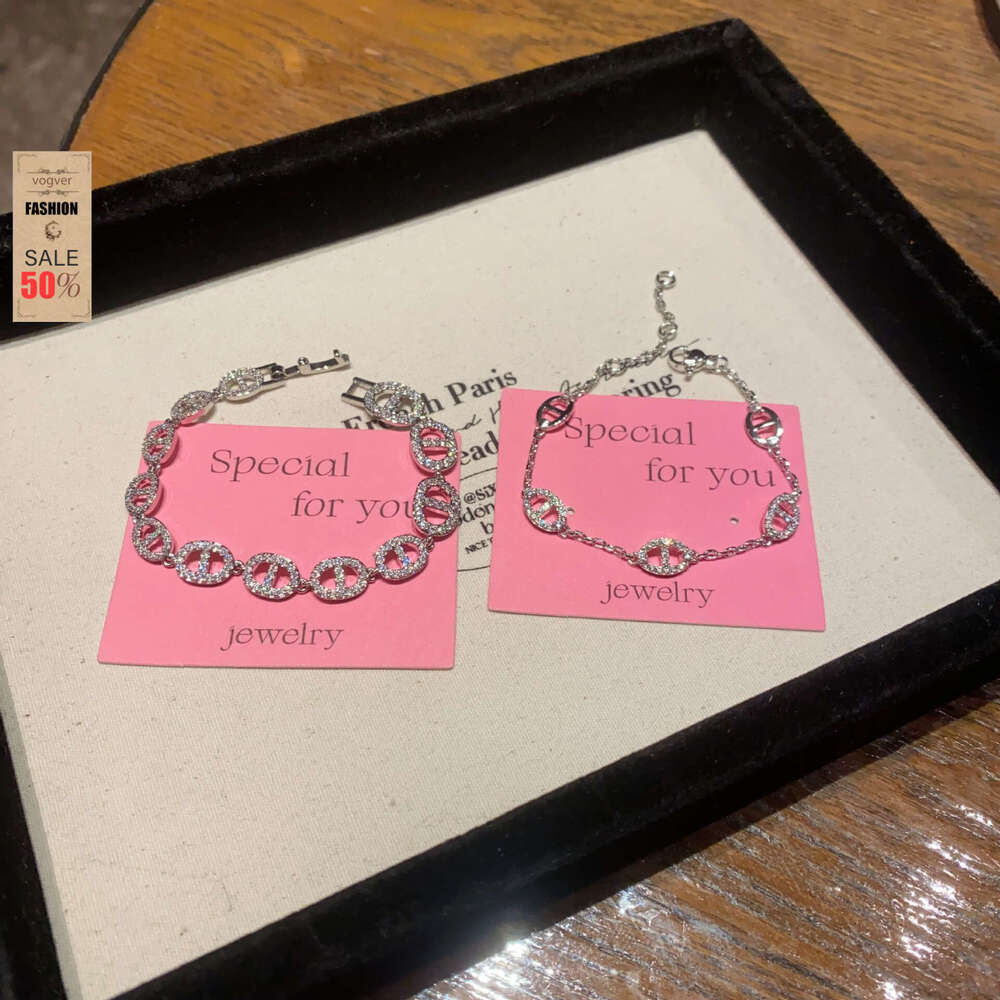 vogver
FASHION
SALE
50%
Paris
Special
for you
jewelry
Special
for you
jewelry